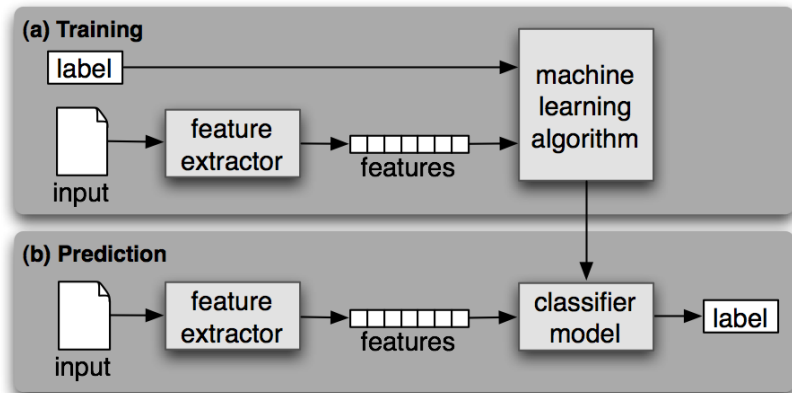 (a) Training
label
machine
learning
algorithm
feature
extractor
features
input
(b) Prediction
feature
extractor
classifier
model
label
features
input